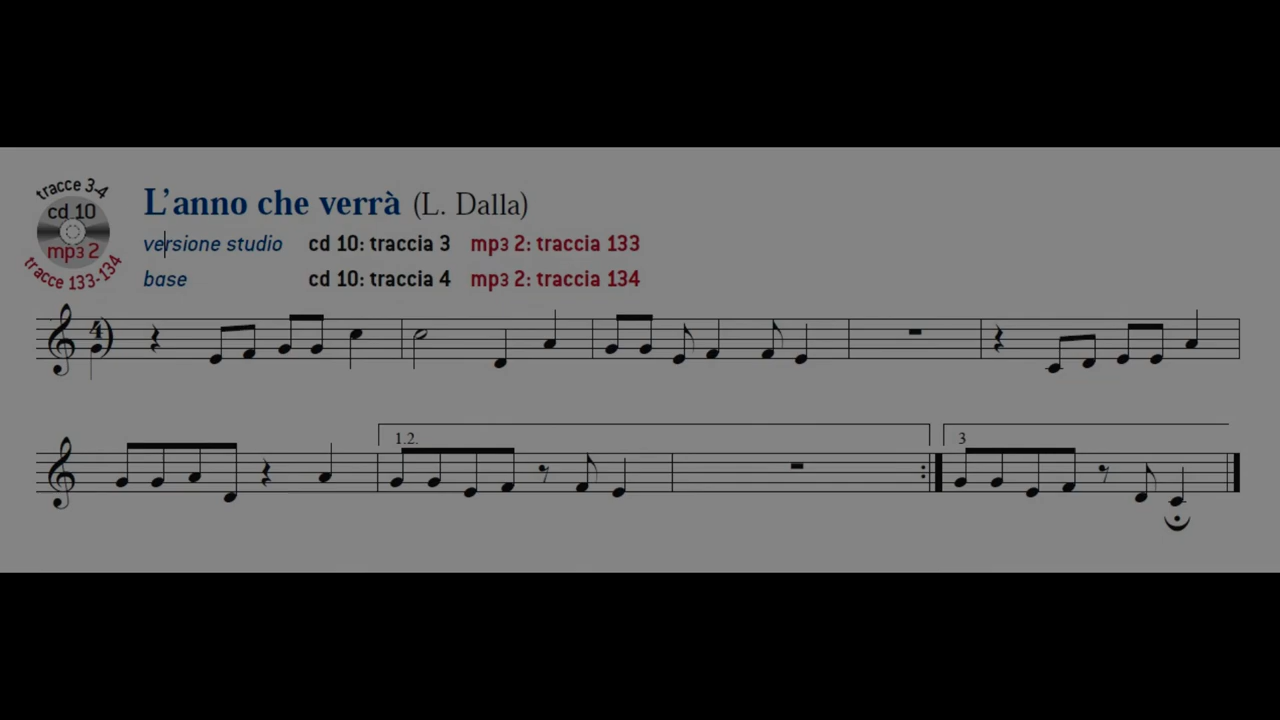 tracce 3-4
cd 10
mp3 2
tracce 133-134
L'anno che verrà (L. Dalla)
versione studio cd 10: traccia 3 mp3 2: traccia 133
base cd 10: traccia 4 mp3 2: traccia 134
4)
1.2.
3